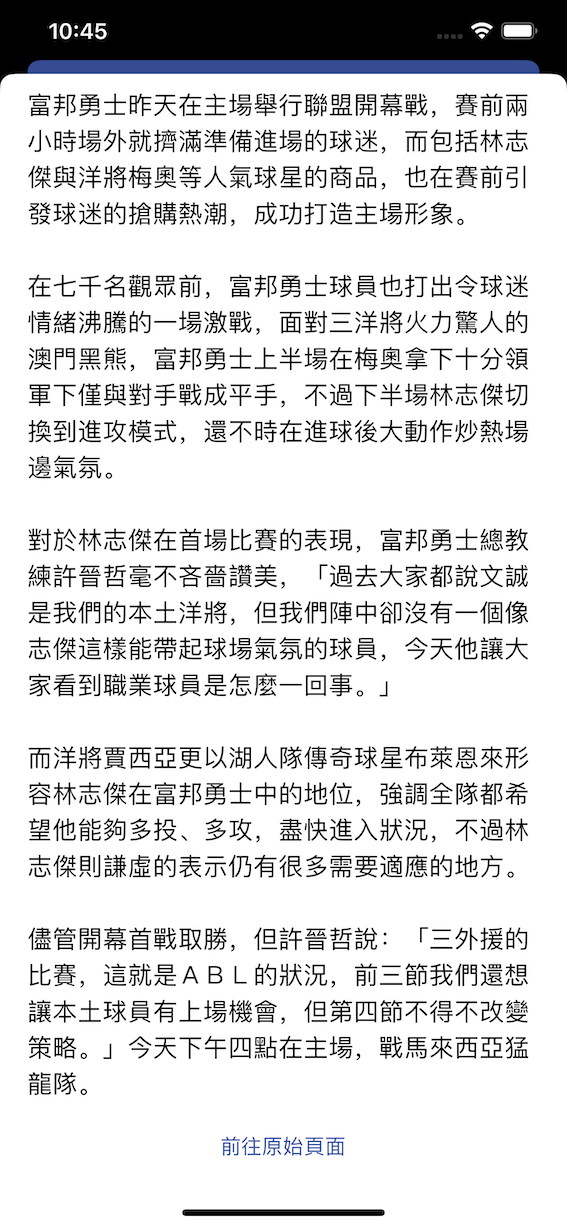 10:45
富邦勇士昨天在主場舉行聯盟開幕戰，賽前兩
小時場外就擠滿準備進場的球迷，而包括林志
傑與洋將梅奧等人氣球星的商品，也在賽前引
發球迷的搶購熱潮，成功打造主場形象。
在七千名觀眾前，富邦勇士球員也打出令球迷
情緒沸騰的一場激戰，面對三洋將火力驚人的
澳門黑熊，富邦勇士上半場在梅奧拿下十分領
軍下僅與對手戰成平手，不過下半場林志傑切
換到進攻模式，還不時在進球後大動作炒熱場
邊氣氛。
對於林志傑在首場比賽的表現，富邦勇士總教
練許晉哲毫不吝嗇讚美，「過去大家都說文誠
是我們的本土洋將，但我們陣中卻沒有一個像
志傑這樣能帶起球場氣氛的球員，今天他讓大
家看到職業球員是怎麼一回事。」
而洋將賈西亞更以湖人隊傳奇球星布萊恩來形
容林志傑在富邦勇士中的地位，強調全隊都希
望他能夠多投、多攻，盡快進入狀況，不過林
志傑則謙虛的表示仍有很多需要適應的地方。
儘管開幕首戰取勝，但許晉哲說：「三外援的
比賽，這就是ＡＢＬ的狀況，前三節我們還想
讓本土球員有上場機會，但第四節不得不改變
策略。」今天下午四點在主場，戰馬來西亞猛
龍隊。
前往原始頁面